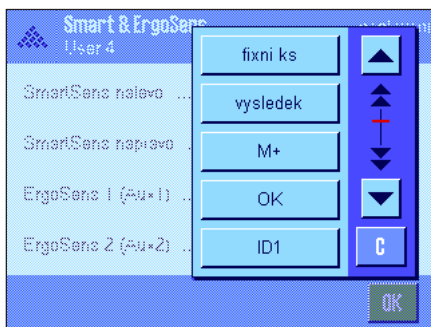 Smart & ErgoSens
User 4
SmartSens nalevo ...
SmartSens napravo ...
ErgoSens 1 (Aux1) ..
ErgoSens 2 (Aux2) ..
fixni ks
vysledek
M+
OK
ID1
C
OK